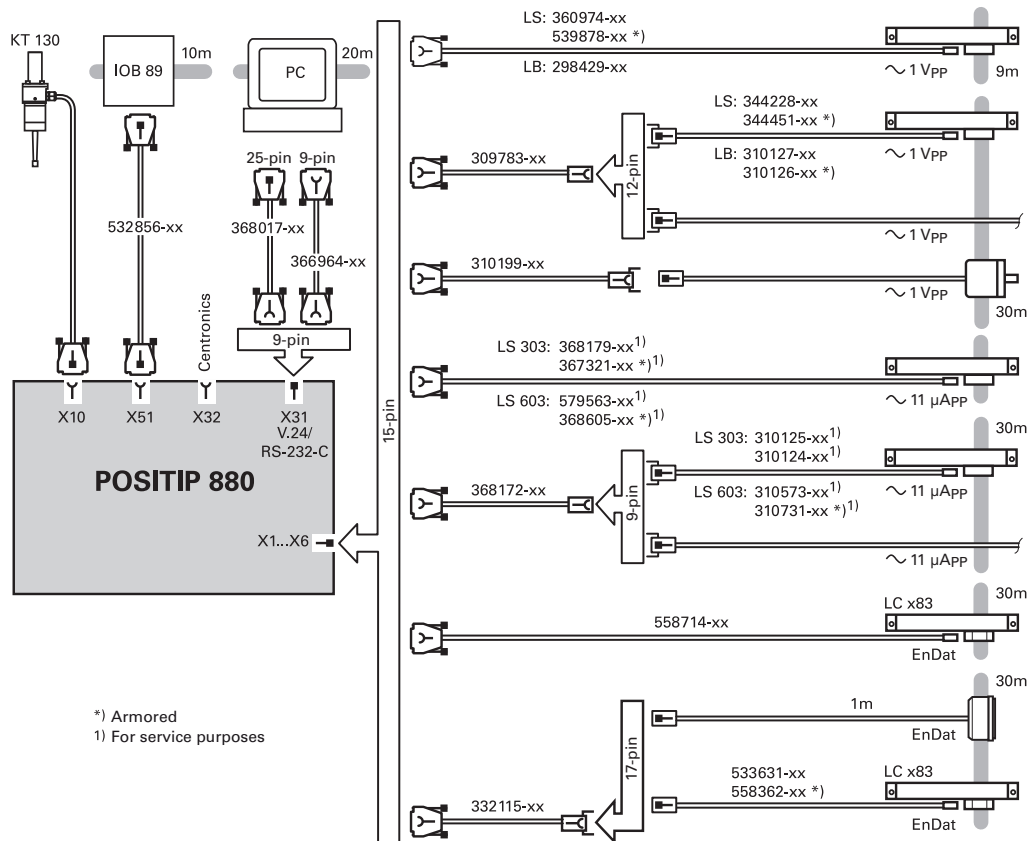 KT 130
IOB 89
10m
PC
20m
25-pin
9-pin
532856-xx
368017-xx
366964-xx
Centronics
9-pin
X10
X51
X32
X31
V.24/
RS-232-C
POSITIP 880
X1...X6
*) Armored
1) For service purposes
15-pin
LS: 360974-xx
539878-xx *)
LB: 298429-xx
~ 1 VPP
9m
309783-xx
12-pin
LS: 344228-xx
344451-xx *)
LB: 310127-xx
310126-xx *)
~ 1 VPP
~ 1 VPP
310199-xx
~ 1 VPP
30m
LS 303: 368179-xx1)
367321-xx *)1)
LS 603: 579563-xx1)
368605-xx *)1)
~ 11 µAPP
30m
368172-xx
9-pin
LS 303: 310125-xx1)
310124-xx1)
LS 603: 310573-xx1)
310731-xx *)1)
~ 11 µAPP
~ 11 µAPP
30m
558714-xx
LC x83
EnDat
30m
17-pin
1m
EnDat
332115-xx
533631-xx
558362-xx *)
LC x83
EnDat